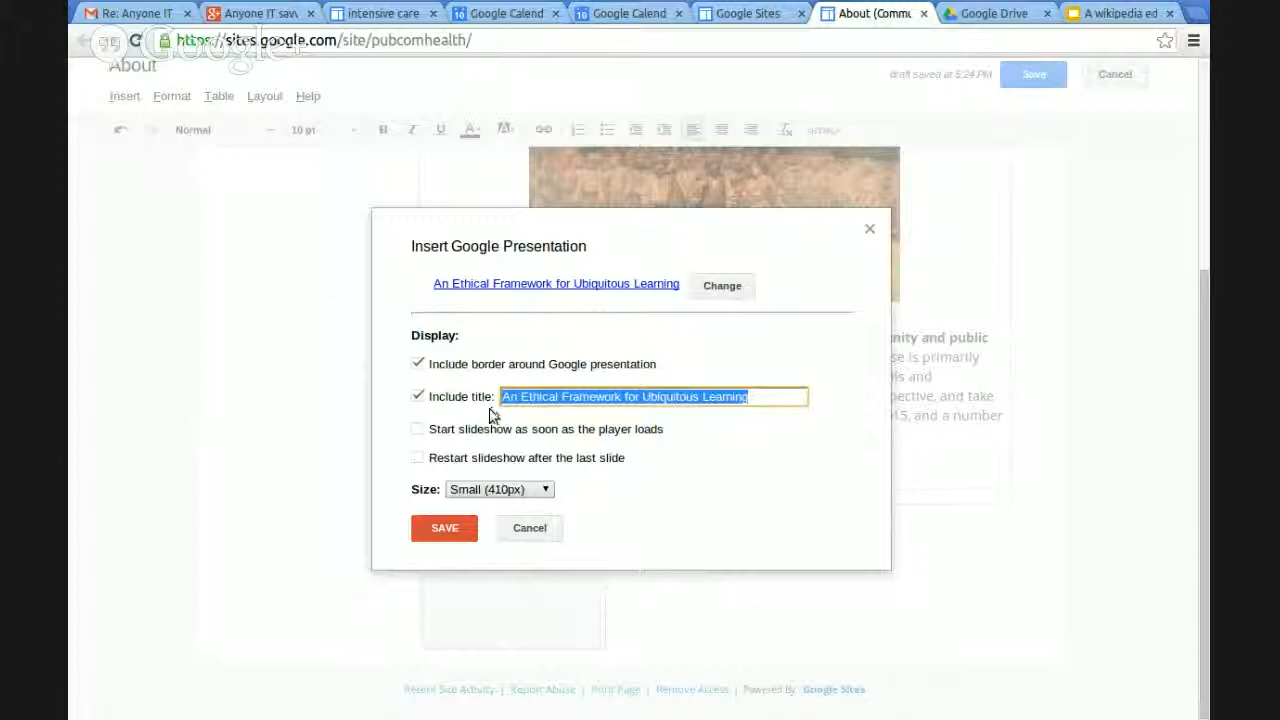 Re: Anyone IT
Anyone IT sav
intensive care
Google Calend
Google Calend
Google Sites
About (Commu
Google Drive
A wikipedia ed
Google+
https://sites.google.com/site/pubcomhealth/
About
draft saved at 5:24 PM
Save
Cancel
Insert Format Table Layout Help
Normal
10 pt
B I U A
<HTML>
Insert Google Presentation
An Ethical Framework for Ubiquitous Learning
Change
Display:
Include border around Google presentation
Include title: An Ethical Framework for Ubiquitous Learning
Start slideshow as soon as the player loads
Restart slideshow after the last slide
Size: Small (410px)
SAVE Cancel
nity and public
se is primarily
ls and
pective, and take
15, and a number
Recent Site Activity | Report Abuse | Print Page | Remove Access | Powered By Google Sites